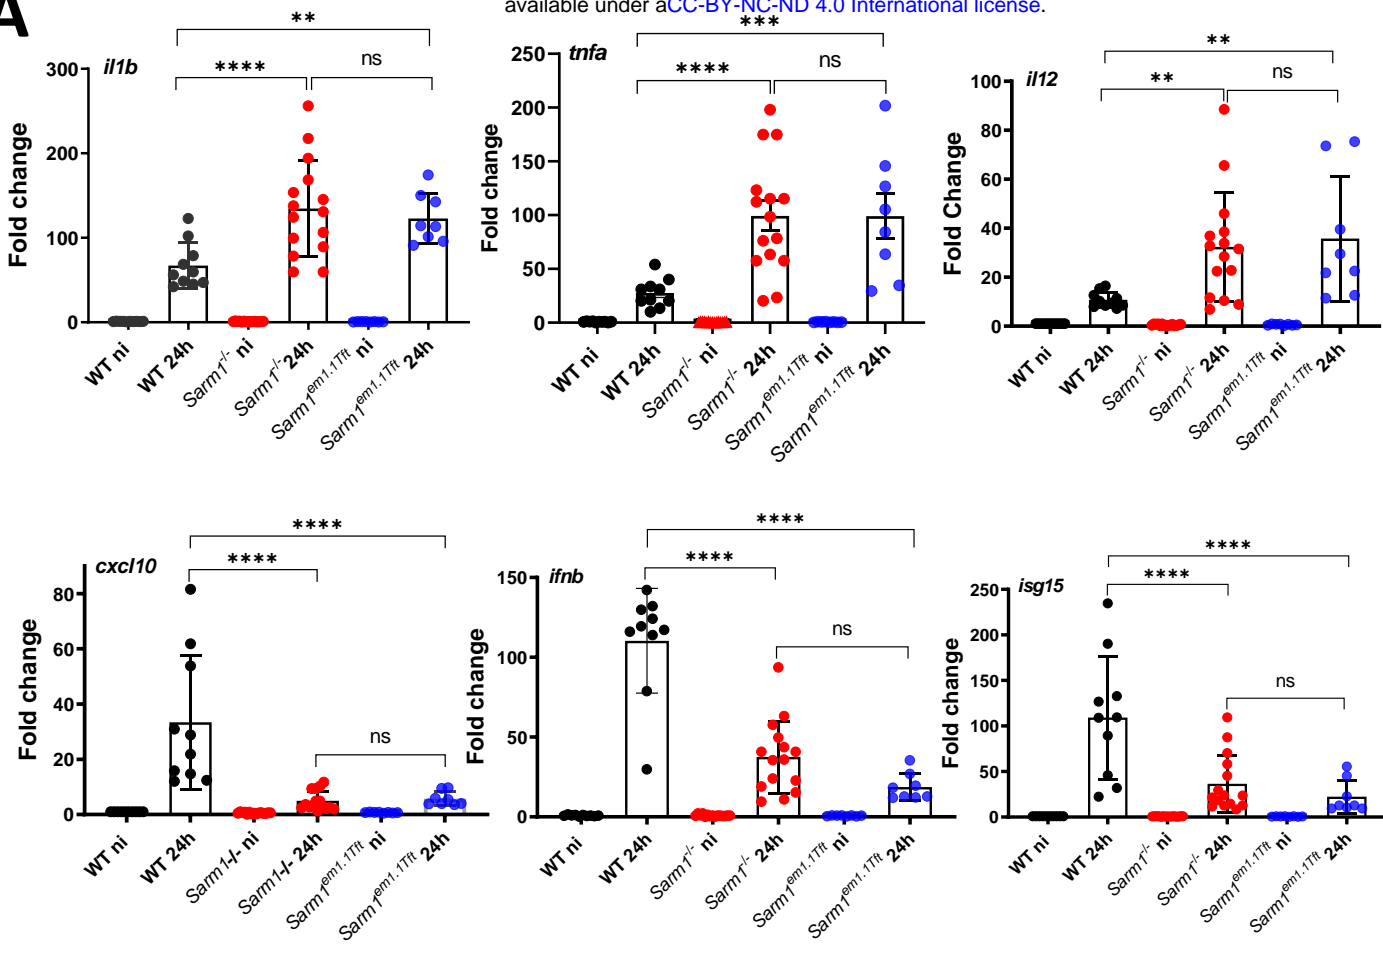 A
available under aCC-BY-NC-ND 4.0 International license.
il1b
**
****
ns
Fold change
300
200
100
0
WT ni
WT 24h
Sarm1-/- ni
Sarm1-/- 24h
Sarm1em1.1Tft ni
Sarm1em1.1Tft 24h
tnfa
***
****
ns
Fold change
250
200
150
100
50
0
WT ni
WT 24h
Sarm1-/- ni
Sarm1-/- 24h
Sarm1em1.1Tft ni
Sarm1em1.1Tft 24h
il12
**
**
ns
Fold Change
100
80
60
40
20
0
WT ni
WT 24h
Sarm1-/- ni
Sarm1-/- 24h
Sarm1em1.1Tft ni
Sarm1em1.1Tft 24h
cxcl10
****
****
ns
Fold change
80
60
40
20
0
WT ni
WT 24h
Sarm1-/- ni
Sarm1-/- 24h
Sarm1em1.1Tft ni
Sarm1em1.1Tft 24h
ifnb
****
****
ns
Fold change
150
100
50
0
WT ni
WT 24h
Sarm1-/- ni
Sarm1-/- 24h
Sarm1em1.1Tft ni
Sarm1em1.1Tft 24h
isg15
****
****
ns
Fold change
250
200
150
100
50
0
WT ni
WT 24h
Sarm1-/- ni
Sarm1-/- 24h
Sarm1em1.1Tft ni
Sarm1em1.1Tft 24h